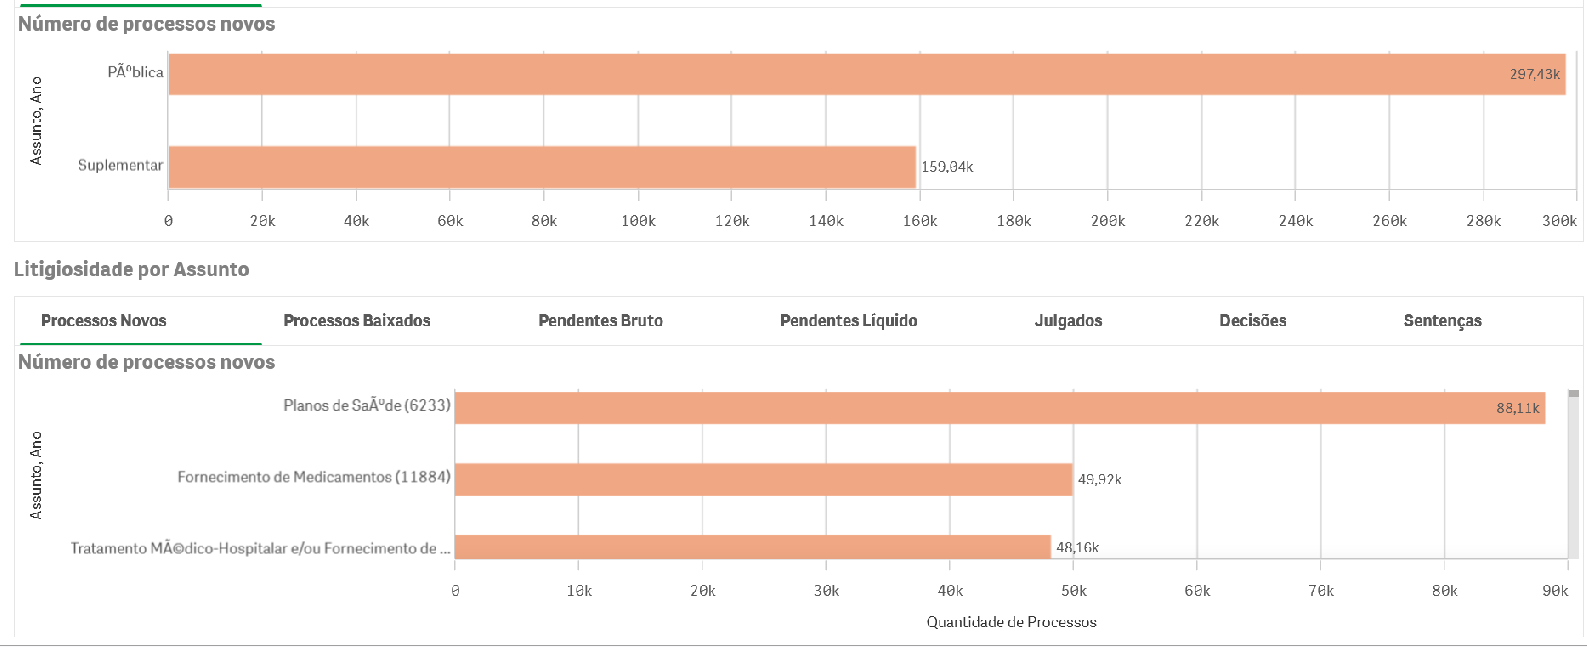 Número de processos novos
Assunto, Ano
PÃºblica
297,43k
Suplementar
159,04k
0 20k 40k 60k 80k 100k 120k 140k 160k 180k 200k 220k 240k 260k 280k 300k
Litigiosidade por Assunto
Processos Novos Processos Baixados Pendentes Bruto Pendentes Líquido Julgados Decisões Sentenças
Número de processos novos
Assunto, Ano
Planos de SaÃºde (6233)
88,11k
Fornecimento de Medicamentos (11884)
49,92k
Tratamento MÃ©dico-Hospitalar e/ou Fornecimento de ...
48,16k
0 10k 20k 30k 40k 50k 60k 70k 80k 90k
Quantidade de Processos